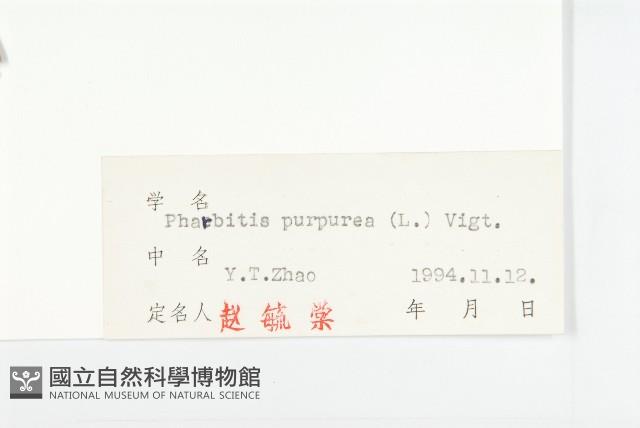 学 名
Pharbitis purpurea (L.) Vigt.
中 名
Y.T.Zhao 1994.11.12.
定名人 赵毓棠 年 月 日
國立自然科學博物館
NATIONAL MUSEUM OF NATURAL SCIENCE